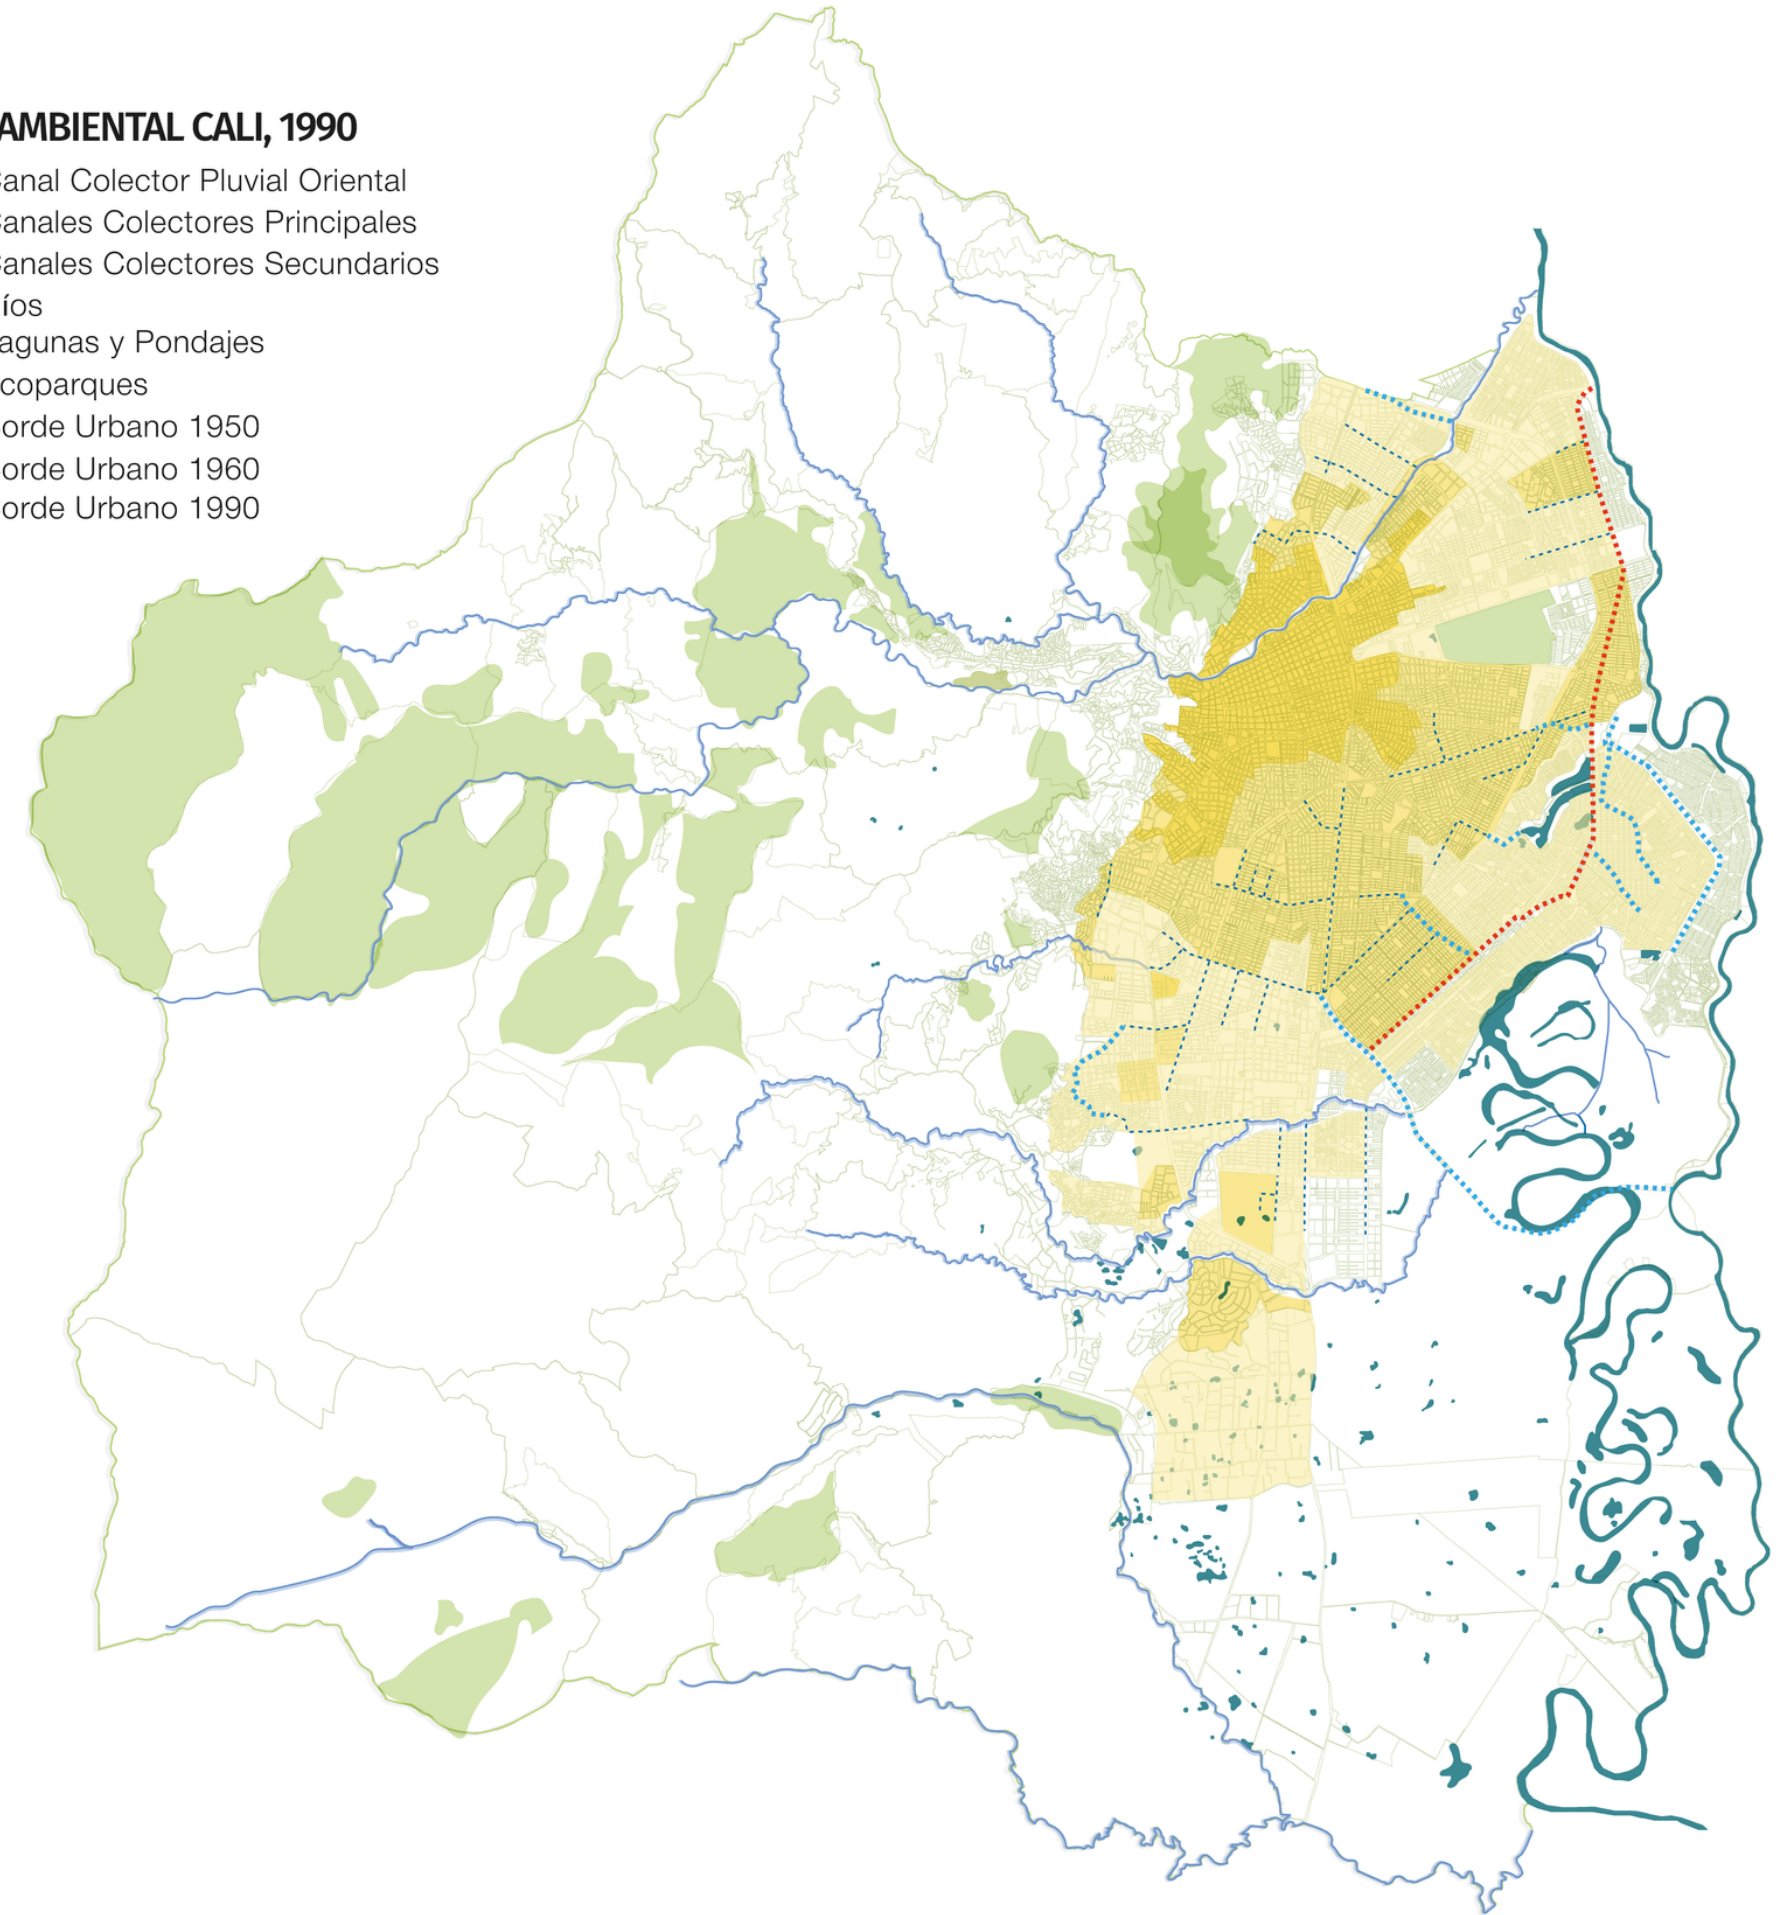 AMBIENTAL CALI, 1990
anal Colector Pluvial Oriental
anales Colectores Principales
anales Colectores Secundarios
íos
agunas y Pondajes
coparques
orde Urbano 1950
orde Urbano 1960
orde Urbano 1990